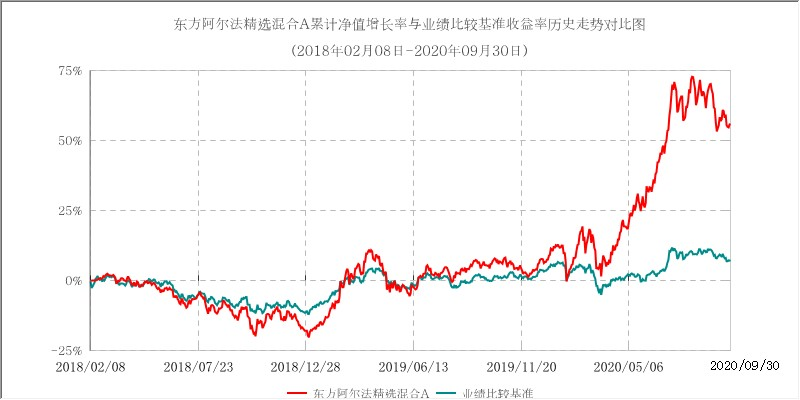 东方阿尔法精选混合A累计净值增长率与业绩比较基准收益率历史走势对比图
(2018年02月08日-2020年09月30日)
75%
50%
25%
0%
-25%
2018/02/08 2018/07/23 2018/12/28 2019/06/13 2019/11/20 2020/05/06 2020/09/30
东方阿尔法精选混合A 业绩比较基准